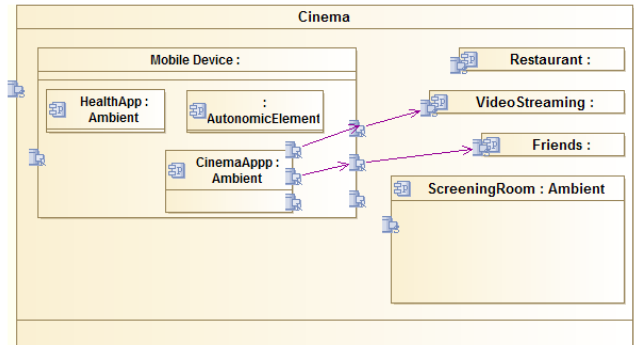 Cinema
Mobile Device :
Restaurant :
HealthApp :
Ambient
:
AutonomicElement
VideoStreaming :
Friends :
CinemaAppp :
Ambient
ScreeningRoom : Ambient